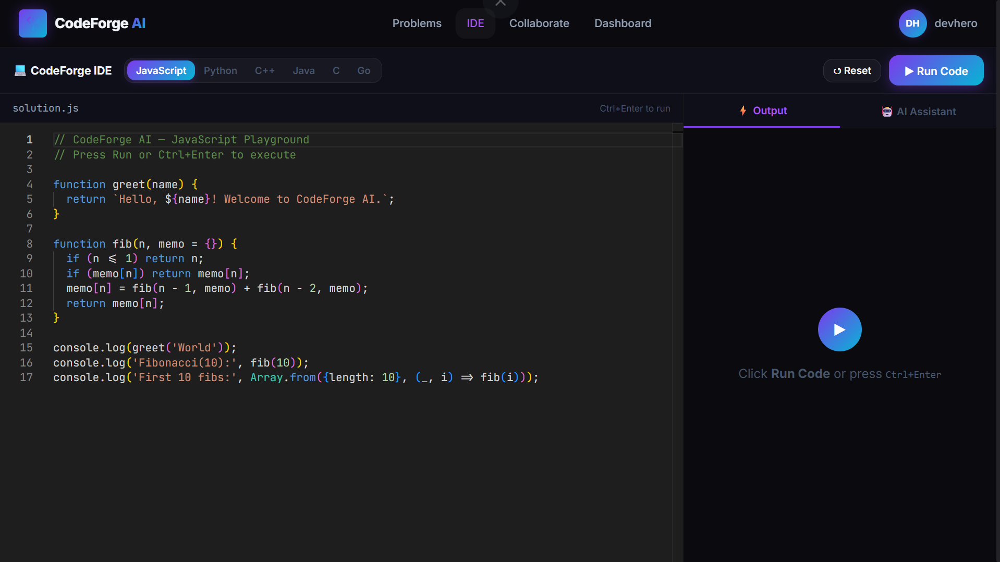 CodeForge AI
Problems
IDE
Collaborate
Dashboard
DH
devhero
💻 CodeForge IDE
JavaScript
Python
C++
Java
C
Go
↺ Reset
▶ Run Code
solution.js
Ctrl+Enter to run
⚡ Output
🤖 AI Assistant
1 // CodeForge AI — JavaScript Playground
2 // Press Run or Ctrl+Enter to execute
3
4 function greet(name) {
5   return `Hello, ${name}! Welcome to CodeForge AI.`;
6 }
7
8 function fib(n, memo = {}) {
9   if (n <= 1) return n;
10   if (memo[n]) return memo[n];
11   memo[n] = fib(n - 1, memo) + fib(n - 2, memo);
12   return memo[n];
13 }
14
15 console.log(greet('World'));
16 console.log('Fibonacci(10):', fib(10));
17 console.log('First 10 fibs:', Array.from({length: 10}, (_, i) => fib(i)));
Click Run Code or press Ctrl+Enter